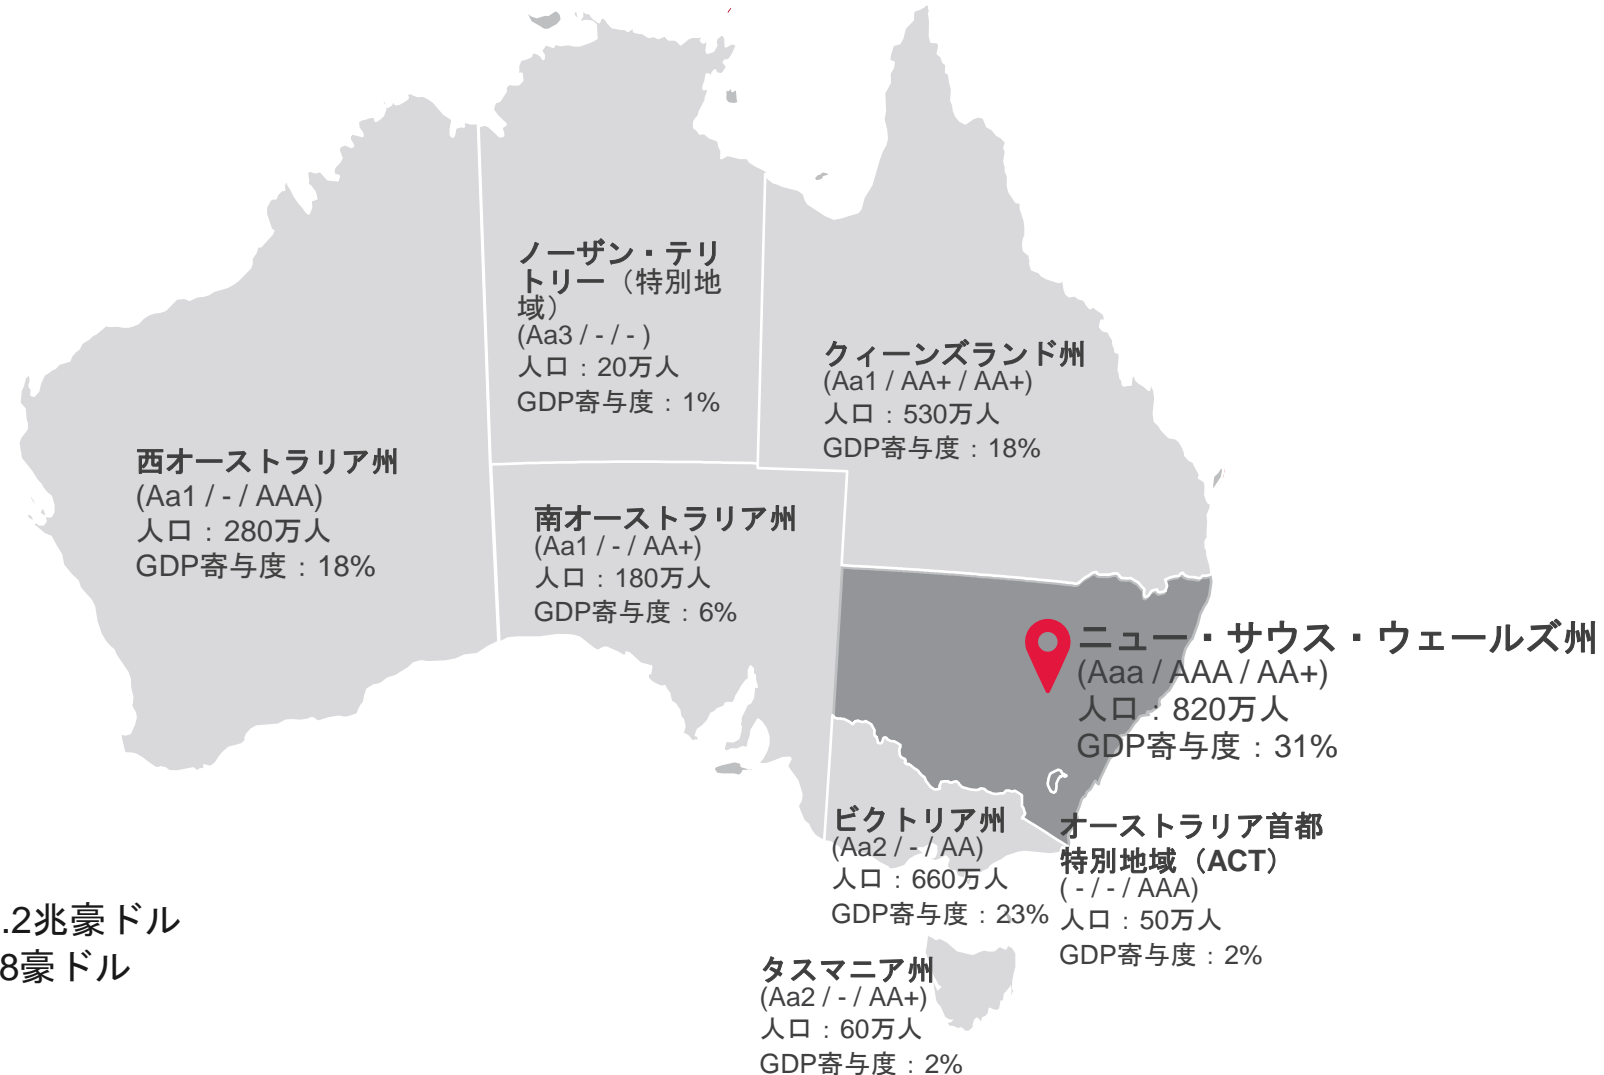 ノーザン・テリ
トリー（特別地
域）
(Aa3 / - / - )
人口：20万人
GDP寄与度：1%
クィーンズランド州
(Aa1 / AA+ / AA+)
人口：530万人
GDP寄与度：18%
西オーストラリア州
(Aa1 / - / AAA)
人口：280万人
GDP寄与度：18%
南オーストラリア州
(Aa1 / - / AA+)
人口：180万人
GDP寄与度：6%
ニュー・サウス・ウェールズ州
(Aaa / AAA / AA+)
人口：820万人
GDP寄与度：31%
ビクトリア州
(Aa2 / - / AA)
人口：660万人
GDP寄与度：23%
オーストラリア首都
特別地域（ACT）
( - / - / AAA)
人口：50万人
GDP寄与度：2%
.2兆豪ドル
8豪ドル
タスマニア州
(Aa2 / - / AA+)
人口：60万人
GDP寄与度：2%